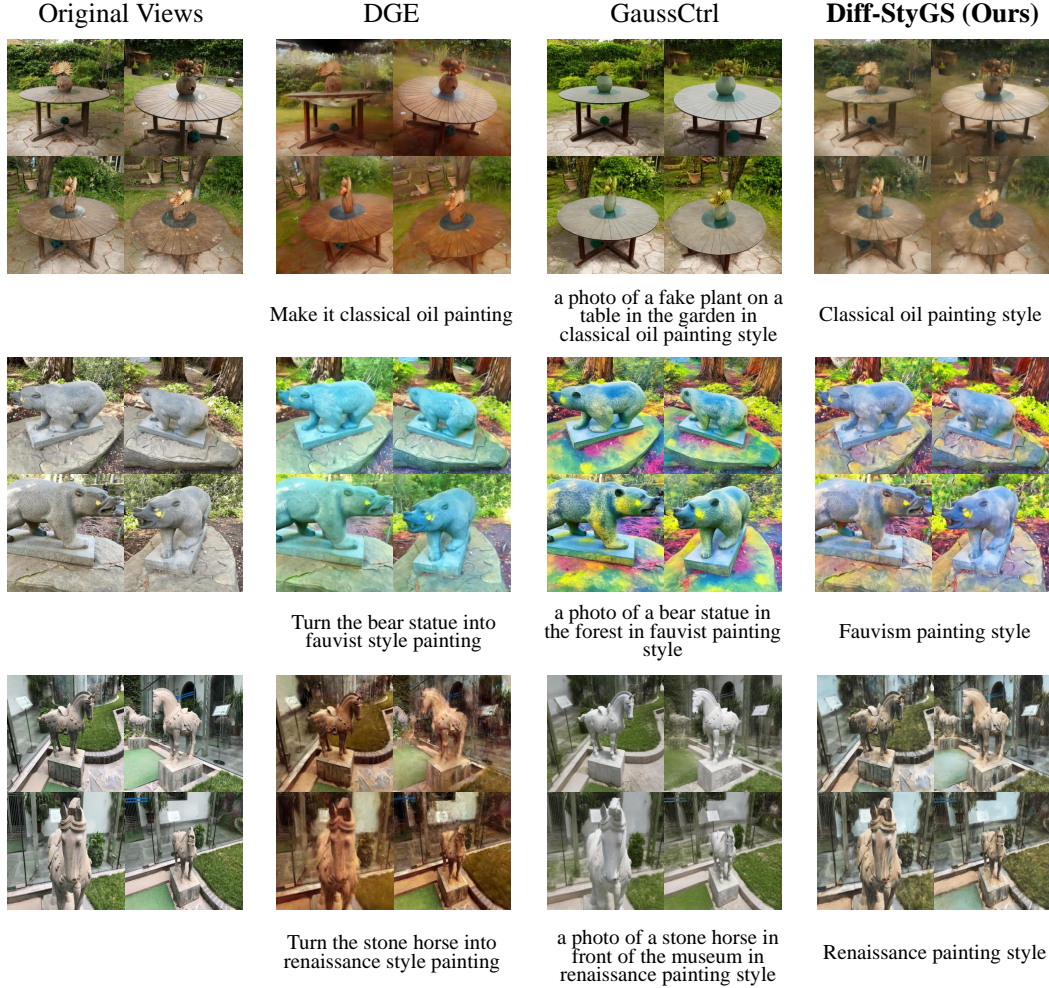 Original Views
DGE
GaussCtrl
Diff-StyGS (Ours)
Make it classical oil painting
a photo of a fake plant on a
table in the garden in
classical oil painting style
Classical oil painting style
Turn the bear statue into
fauvist style painting
a photo of a bear statue in
the forest in fauvist painting
style
Fauvism painting style
Turn the stone horse into
renaissance style painting
a photo of a stone horse in
front of the museum in
renaissance painting style
Renaissance painting style